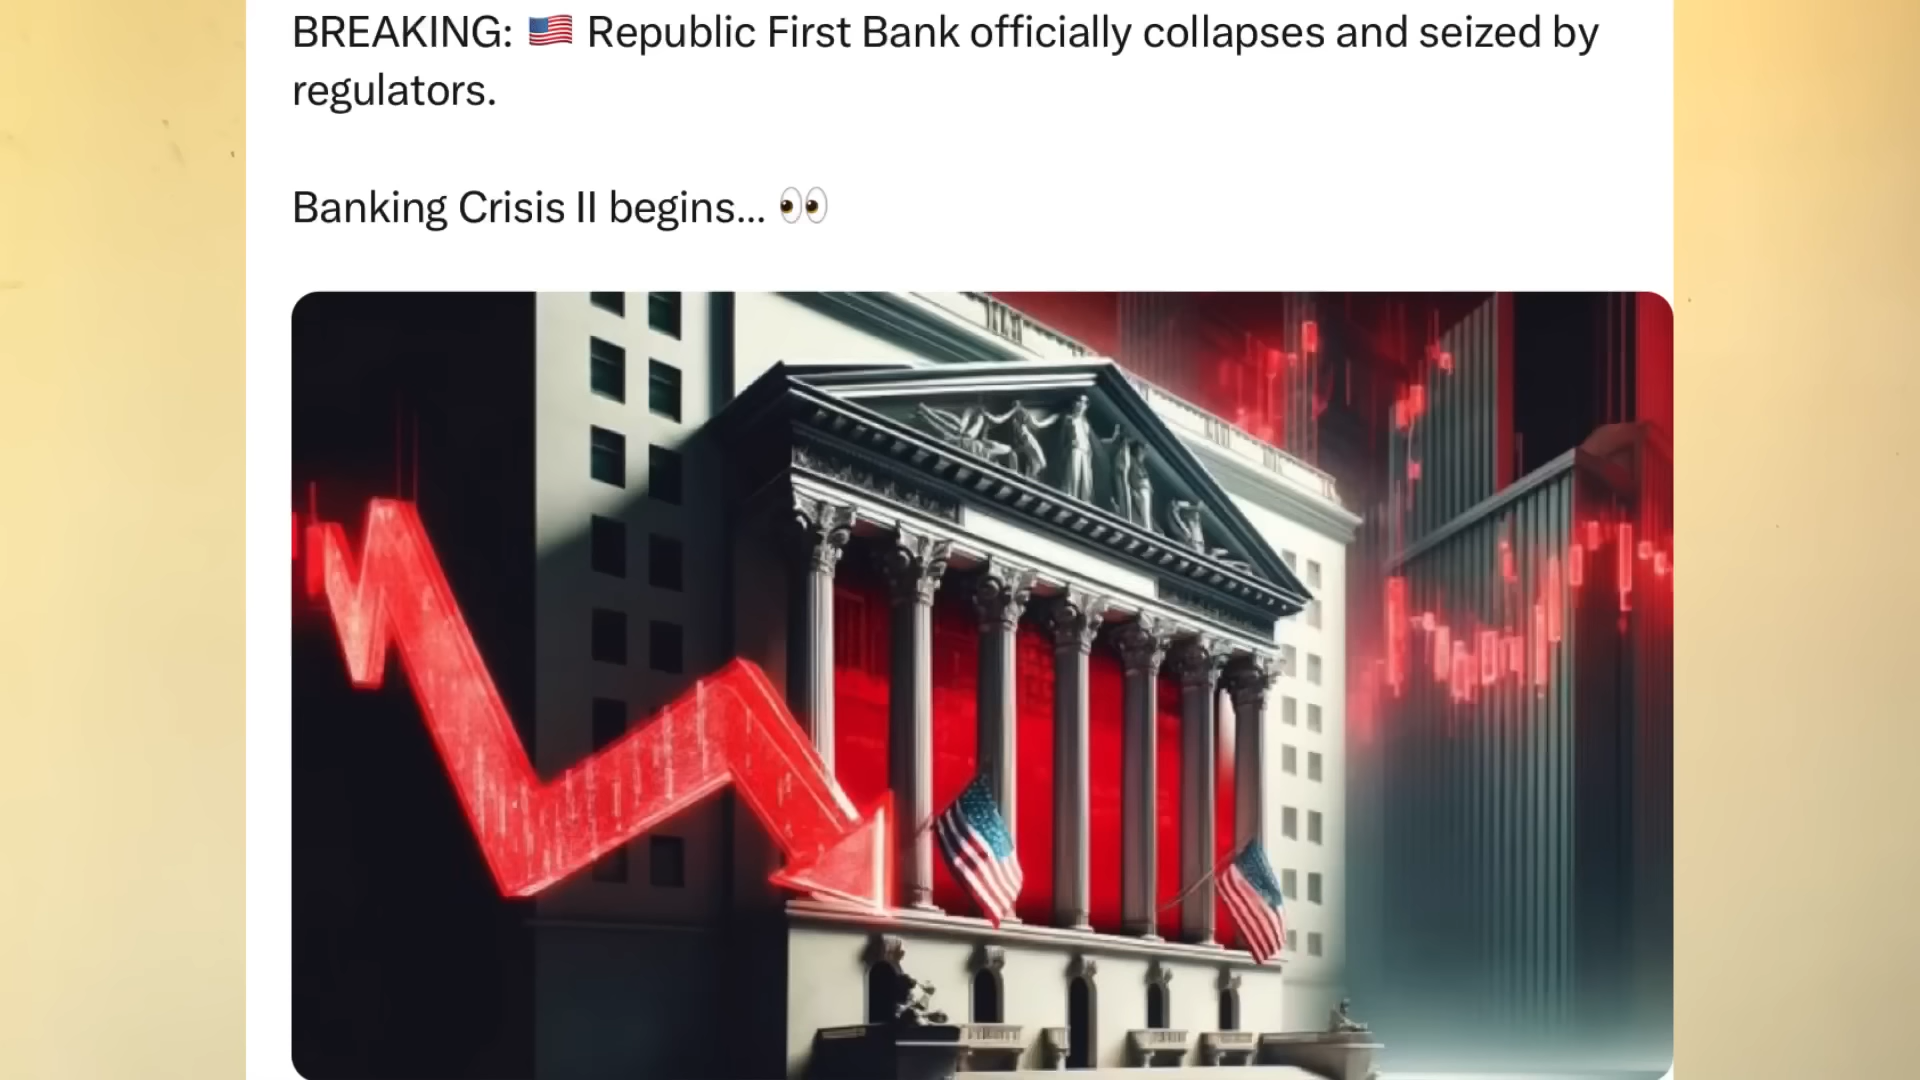 BREAKING: 🇺🇸 Republic First Bank officially collapses and seized by
regulators.
Banking Crisis II begins... 👀